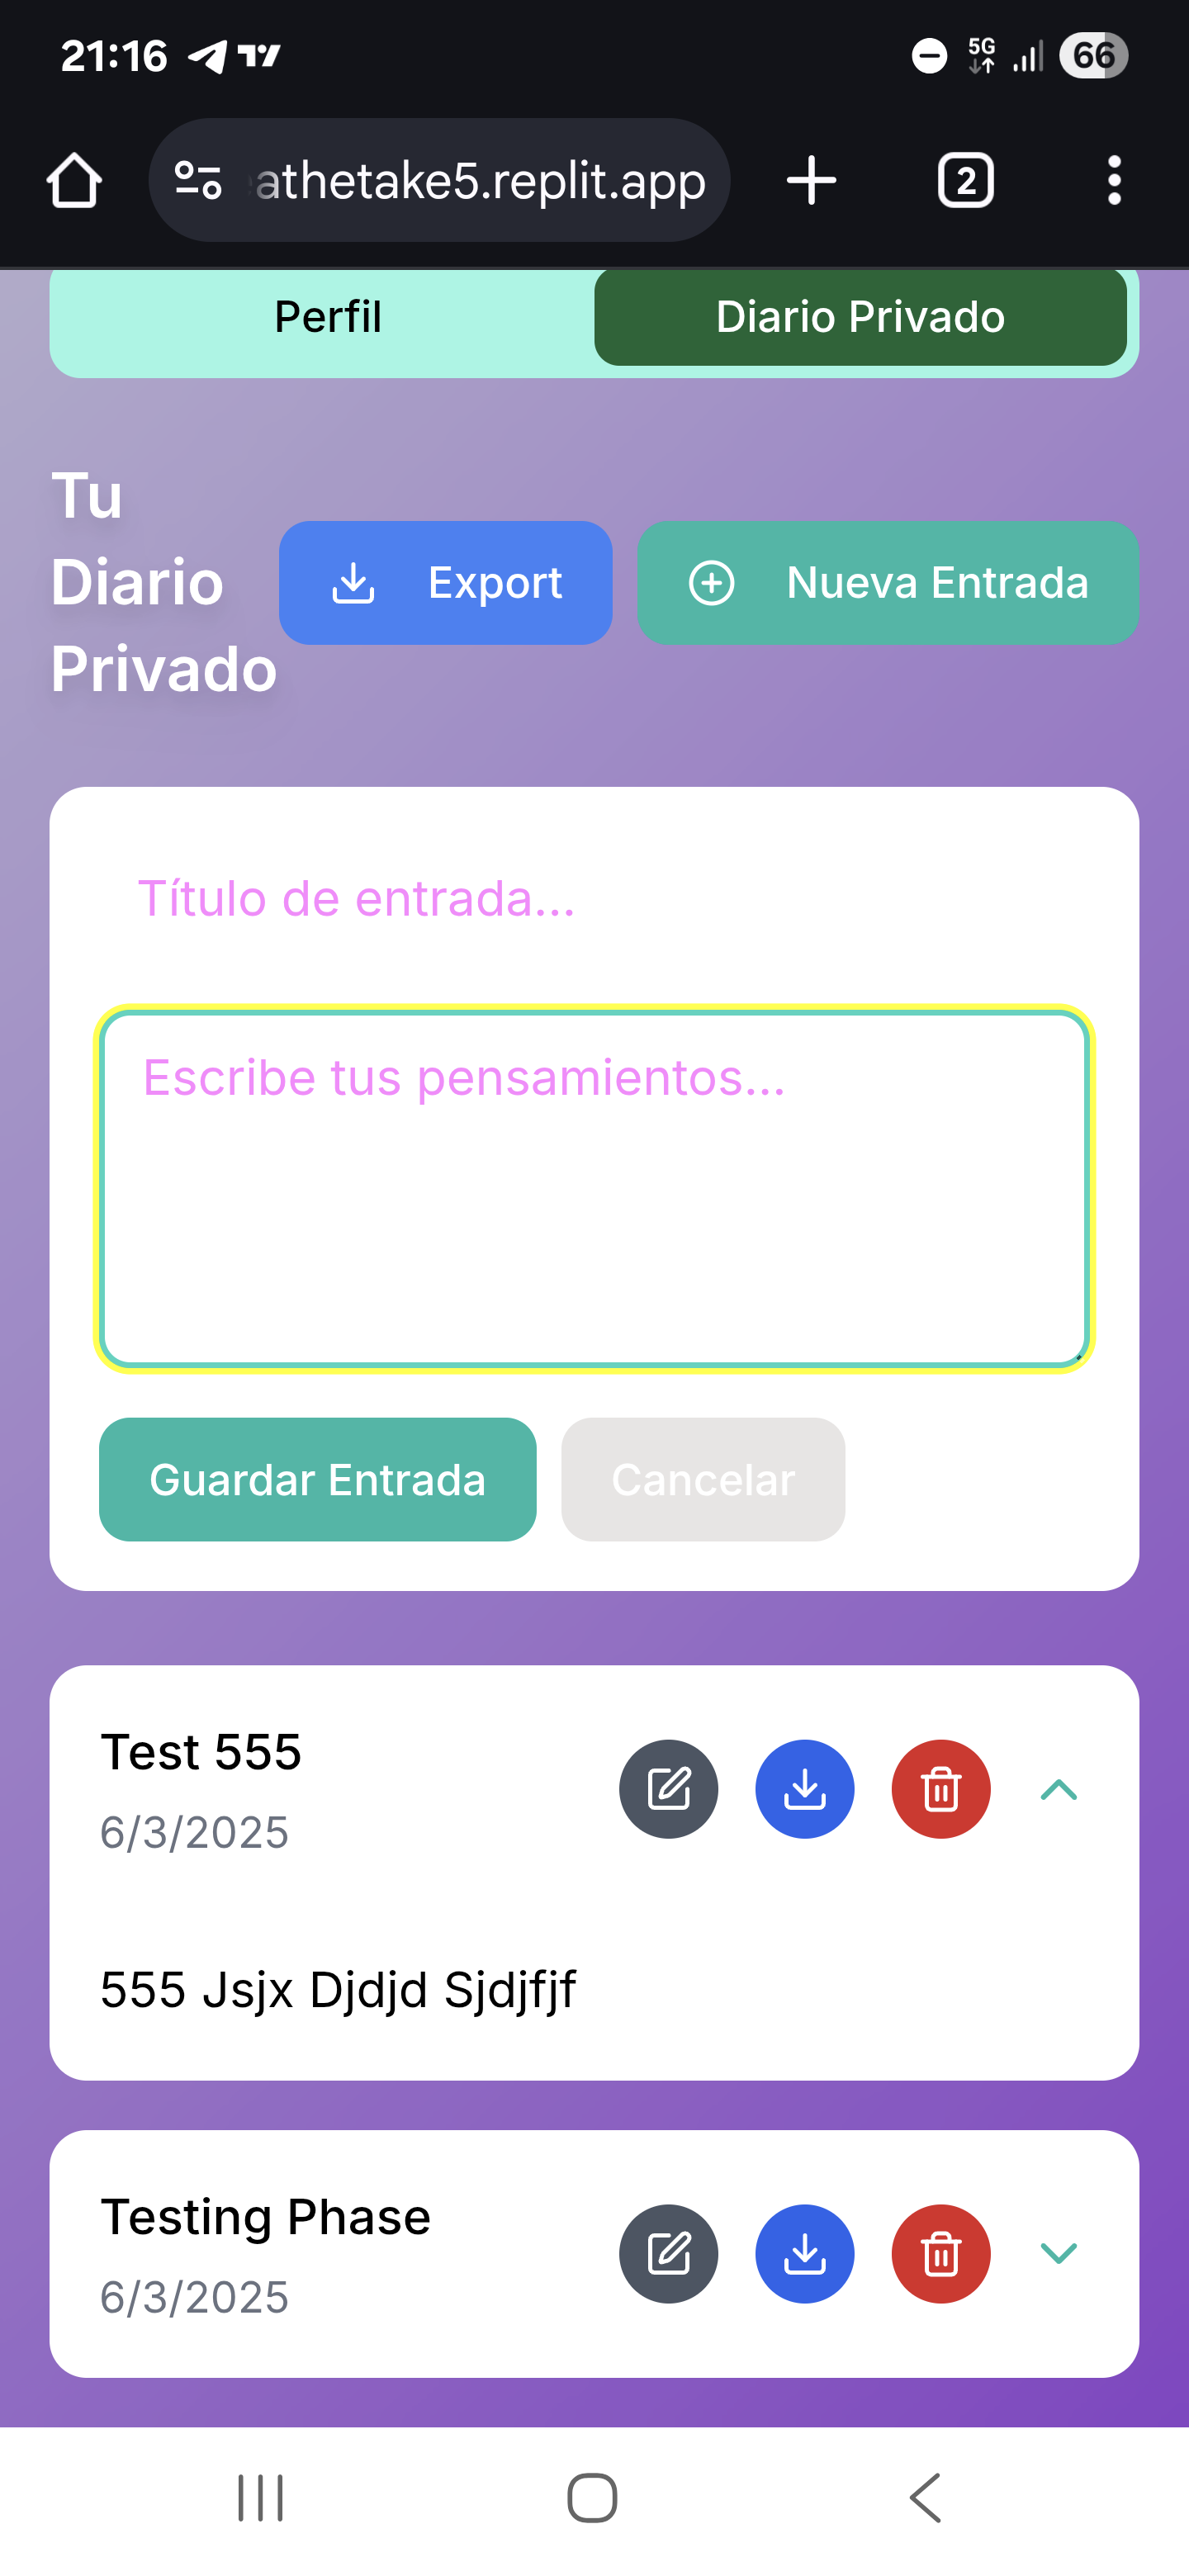 21:16
5G
66
athetake5.replit.app
2
Perfil
Diario Privado
Tu
Diario
Privado
Export
Nueva Entrada
Título de entrada...
Escribe tus pensamientos...
Guardar Entrada
Cancelar
Test 555
6/3/2025
555 Jsjx Djdjd Sjdjfjf
Testing Phase
6/3/2025